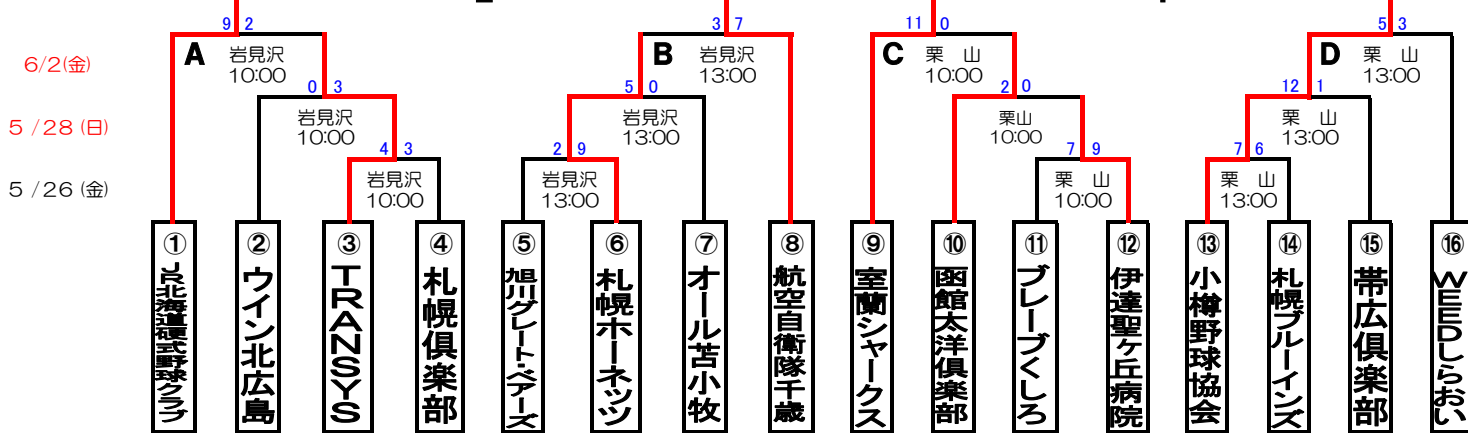 9 2 3 7 11 0 5 3
6/2(金) A 岩見沢 B 岩見沢 C 栗 山 D 栗 山
10:00 13:00 10:00 13:00
0 3 5 0 2 0 12 1
5 /28 (日) 岩見沢 岩見沢 栗山 栗 山
10:00 13:00 10:00 13:00
4 3 2 9 7 9 7 6
5 /26 (金) 岩見沢 岩見沢 栗 山 栗 山
10:00 13:00 10:00 13:00
① JR北海道硬式野球クラブ
② ウイン北広島
③ TRANSYS
④ 札幌倶楽部
⑤ 旭川グレート・ベアーズ
⑥ 札幌ホーネッツ
⑦ オール苫小牧
⑧ 航空自衛隊千歳
⑨ 室蘭シャークス
⑩ 函館太洋倶楽部
⑪ ブレーブくしろ
⑫ 伊達聖ヶ丘病院
⑬ 小樽野球協会
⑭ 札幌ブルーインズ
⑮ 帯広倶楽部
⑯ WEEDしらおい